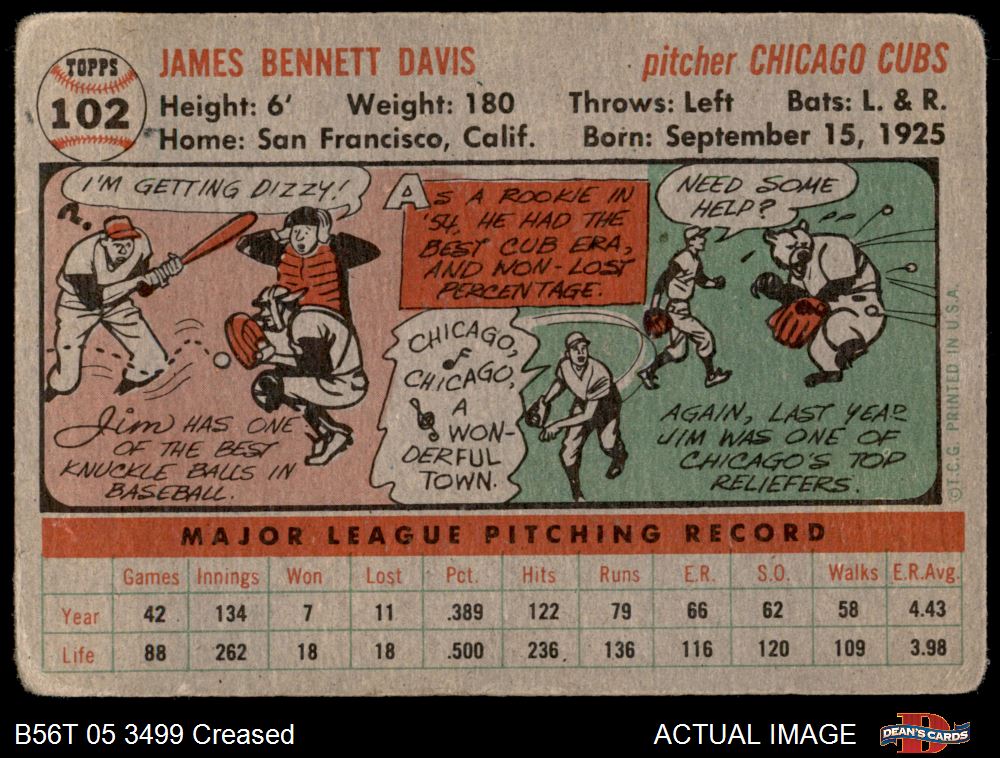 TOPPS
102
JAMES BENNETT DAVIS
pitcher CHICAGO CUBS
Height: 6' Weight: 180 Throws: Left Bats: L. & R.
Home: San Francisco, Calif. Born: September 15, 1925
I'M GETTING DIZZY!
Jim HAS ONE
OF THE BEST
KNUCKLE BALLS IN
BASEBALL.
AS A ROOKIE IN
'54, HE HAD THE
BEST CUB ERA,
AND WON-LOST
PERCENTAGE.
CHICAGO,
CHICAGO,
A
WON-
DERFUL
TOWN.
NEED SOME
HELP?
AGAIN, LAST YEAR
JIM WAS ONE OF
CHICAGO'S TOP
RELIEFERS.
©T.C.G. PRINTED IN U.S.A.
MAJOR LEAGUE PITCHING RECORD
Games Innings Won Lost Pct. Hits Runs E.R. S.O. Walks E.R.Avg.
Year 42 134 7 11 .389 122 79 66 62 58 4.43
Life 88 262 18 18 .500 236 136 116 120 109 3.98
B56T 05 3499 Creased
ACTUAL IMAGE
D
DEAN'S CARDS